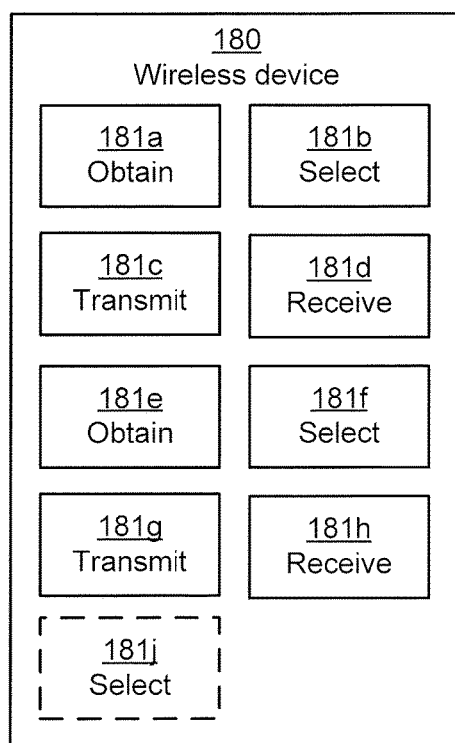 180
Wireless device
181a
Obtain
181b
Select
181c
Transmit
181d
Receive
181e
Obtain
181f
Select
181g
Transmit
181h
Receive
181j
Select